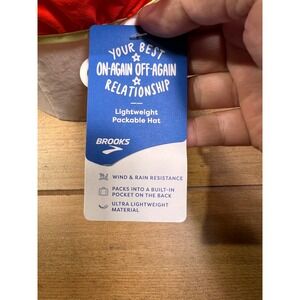 YOUR BEST
ON-AGAIN OFF-AGAIN
RELATIONSHIP
Lightweight
Packable Hat
BROOKS
WIND & RAIN RESISTANCE
PACKS INTO A BUILT-IN
POCKET ON THE BACK
ULTRA LIGHTWEIGHT
MATERIAL